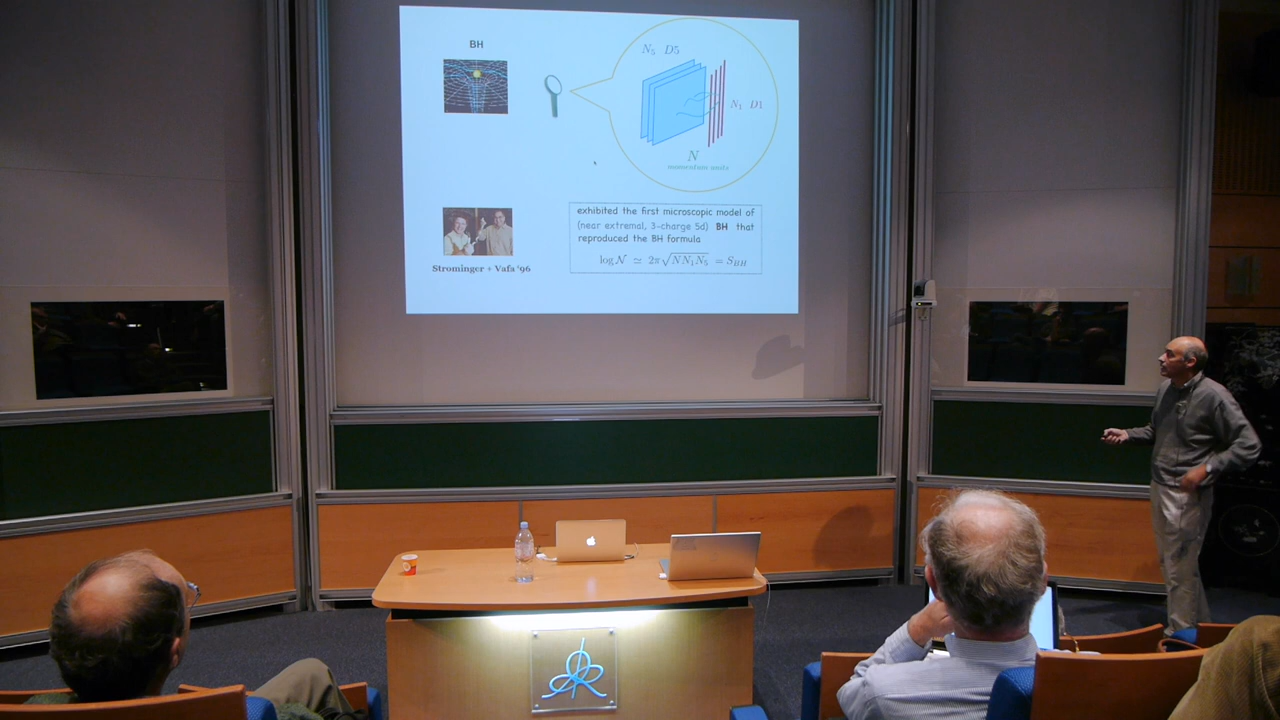 BH
N₅ D5
N₁ D1
N
momentum units
exhibited the first microscopic model of
(near extremal, 3-charge 5d) BH that
reproduced the BH formula
log 𝒩 ≃ 2π√NN₁N₅ = S_BH
Strominger + Vafa '96